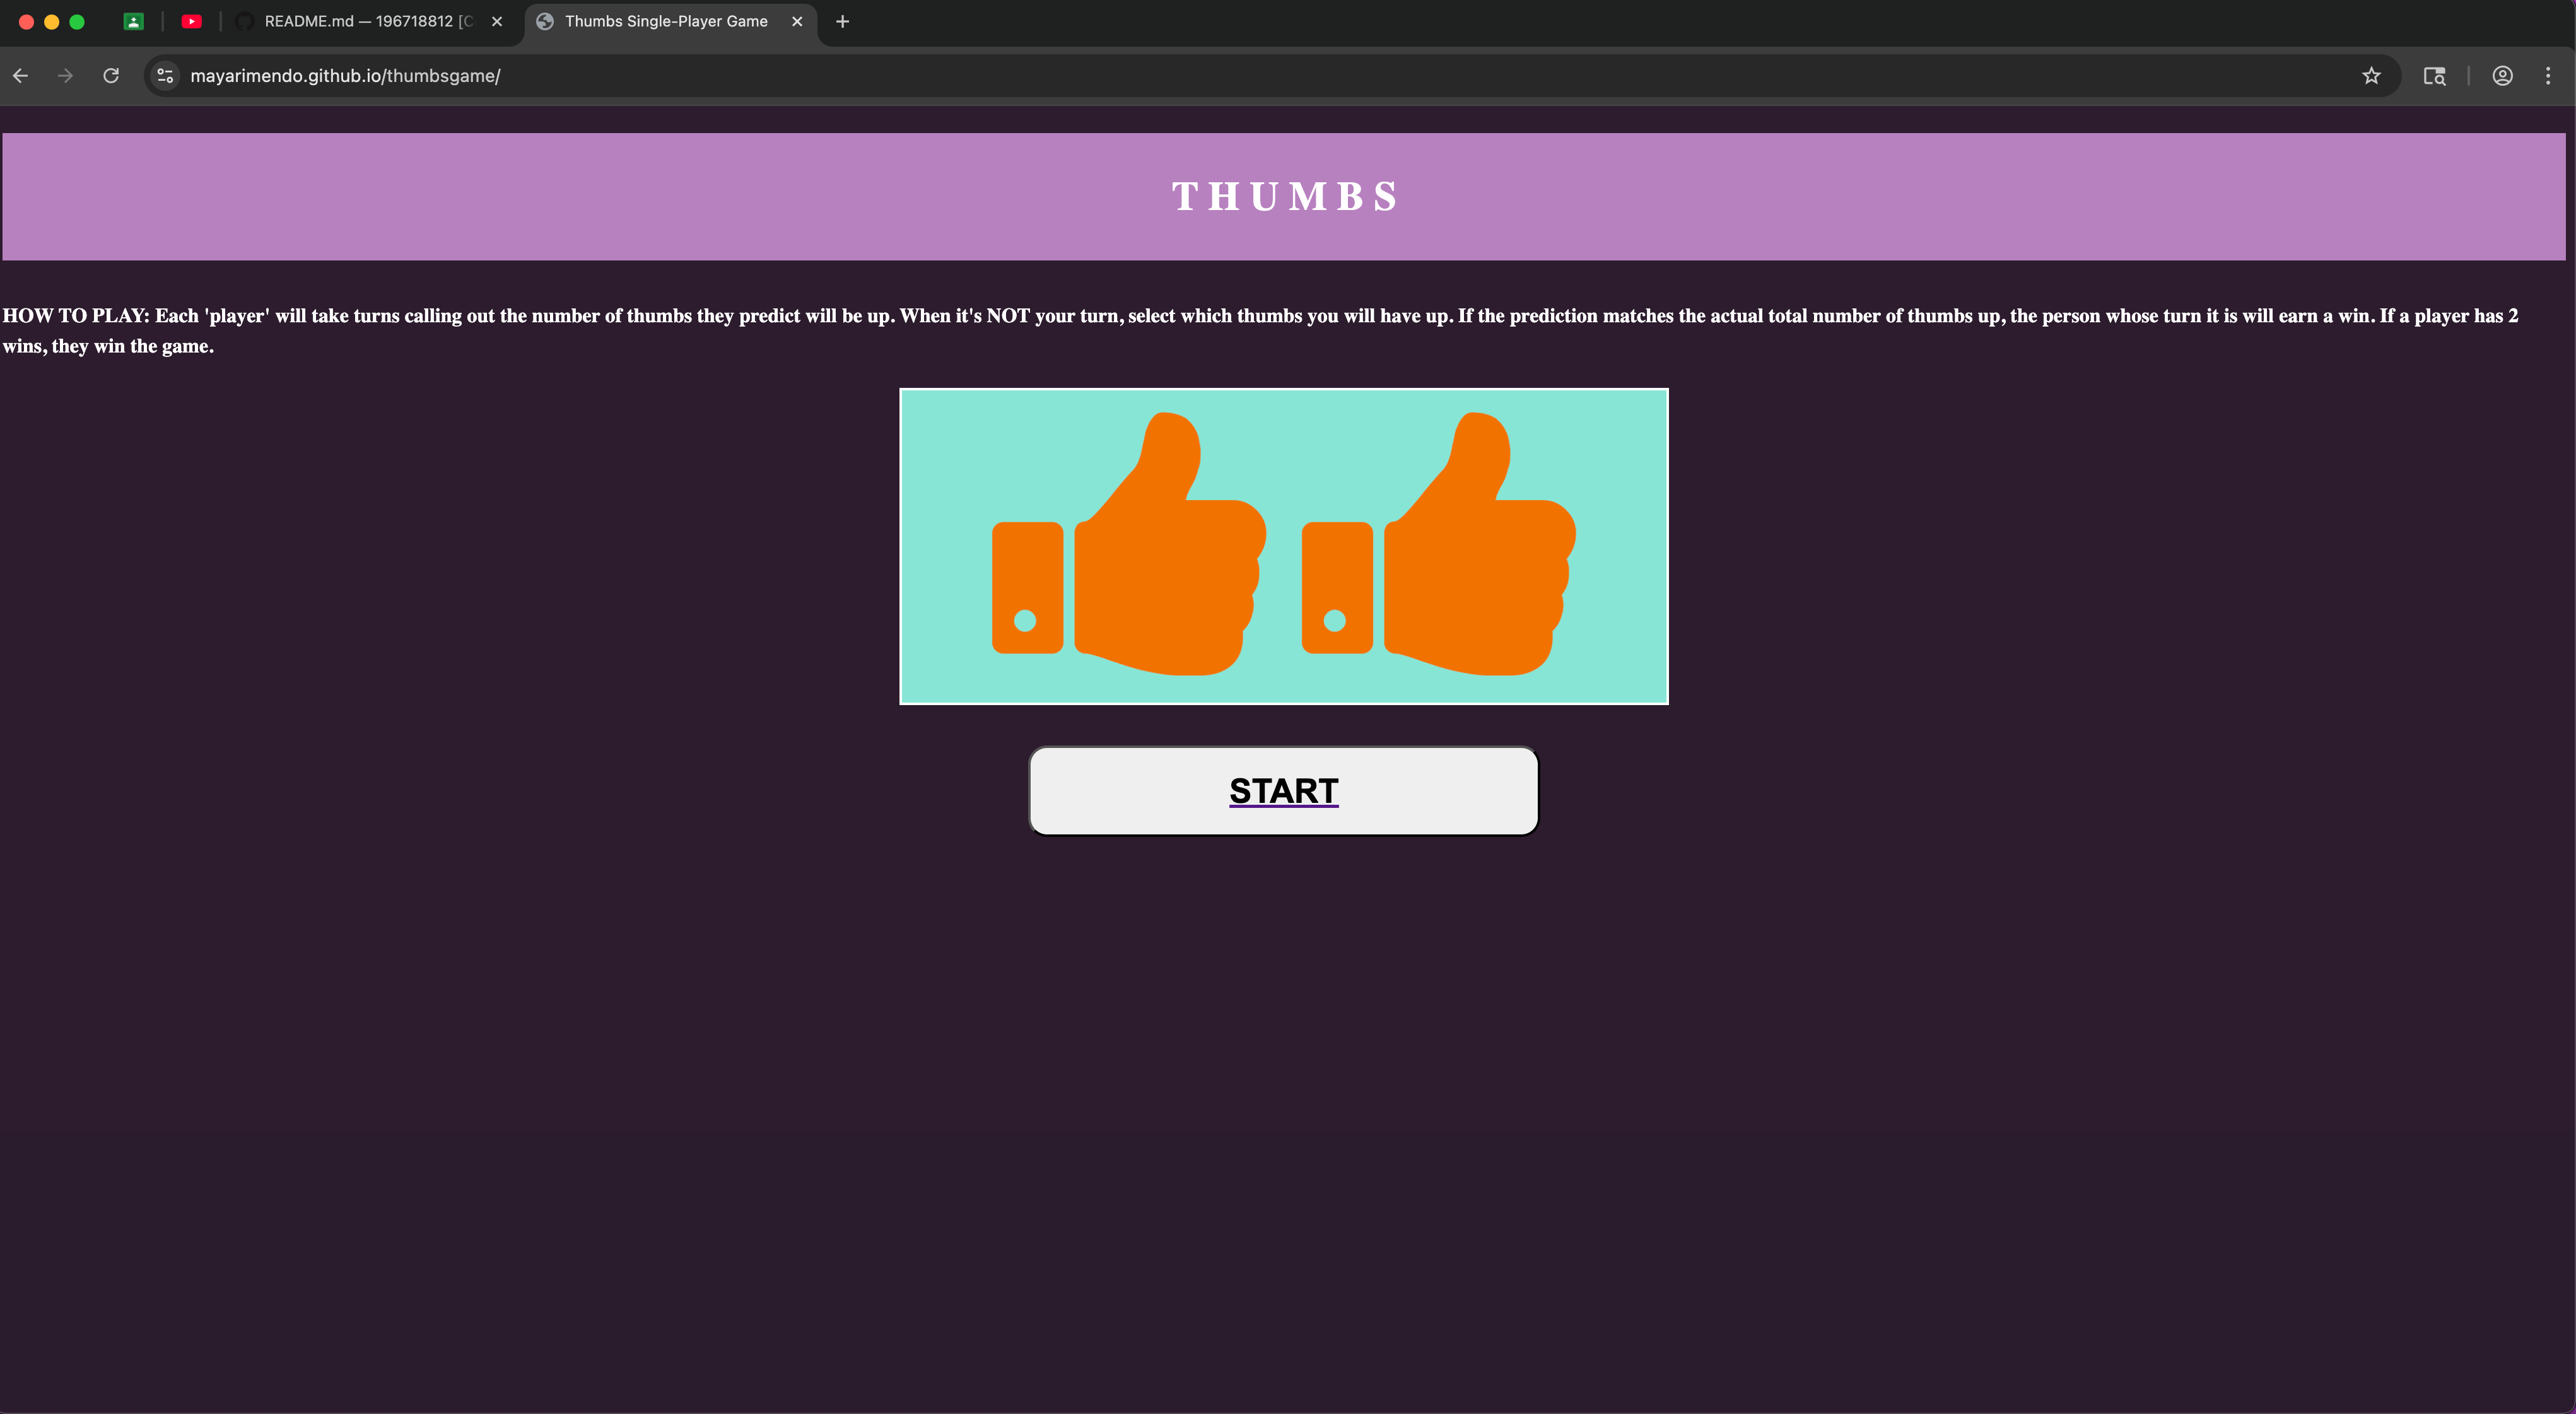 README.md — 196718812 [C
Thumbs Single-Player Game
mayarimendo.github.io/thumbsgame/
THUMBS
HOW TO PLAY: Each 'player' will take turns calling out the number of thumbs they predict will be up. When it's NOT your turn, select which thumbs you will have up. If the prediction matches the actual total number of thumbs up, the person whose turn it is will earn a win. If a player has 2
wins, they win the game.
START